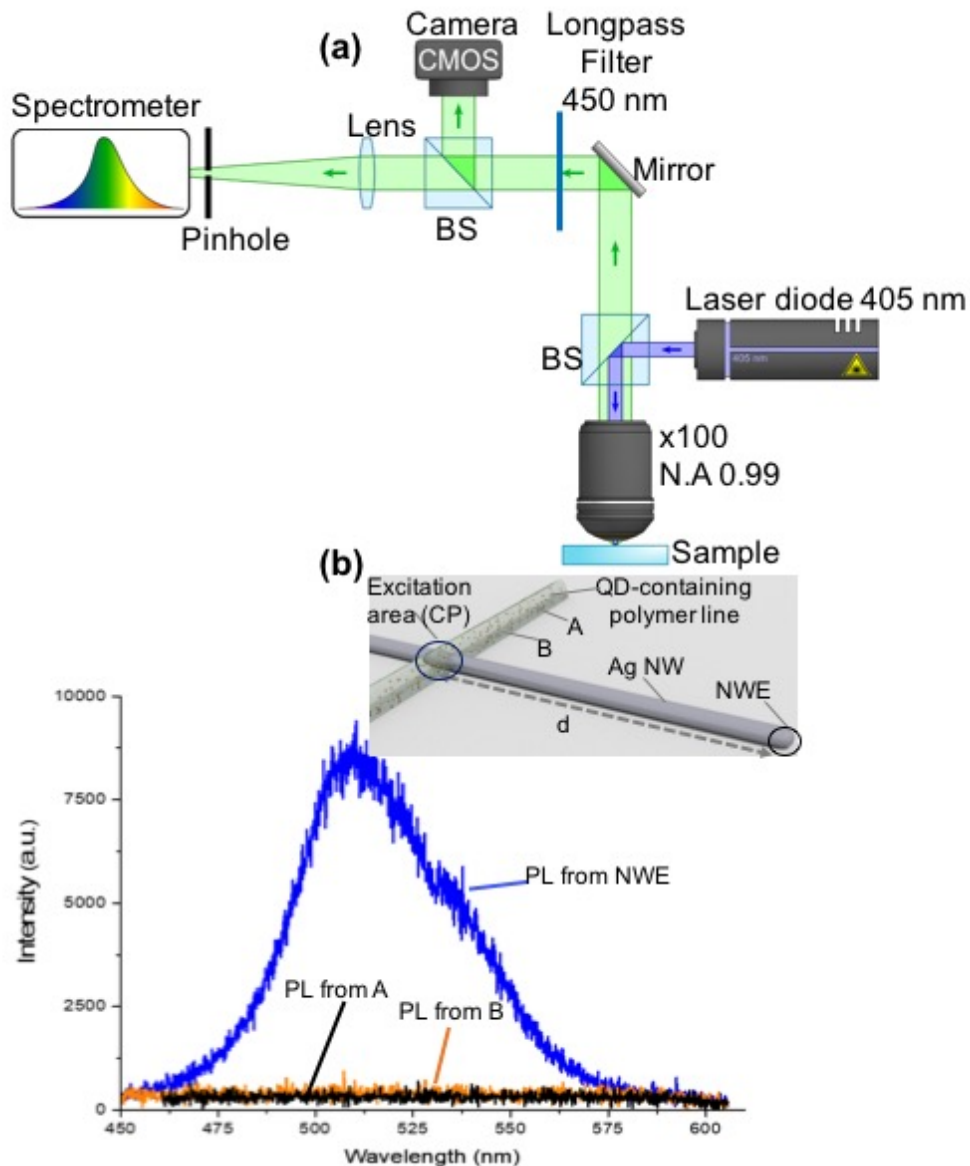 (a)
Camera
CMOS
Longpass
Filter
450 nm
Spectrometer
Lens
Mirror
Pinhole
BS
Laser diode 405 nm
BS
405 nm
x100
N.A 0.99
Sample
(b)
Excitation
area (CP)
QD-containing
polymer line
A
B
Ag NW
NWE
d
10000
7500
5000
2500
0
Intensity (a.u.)
PL from NWE
PL from A
PL from B
450
475
500
525
550
575
600
Wavelength (nm)